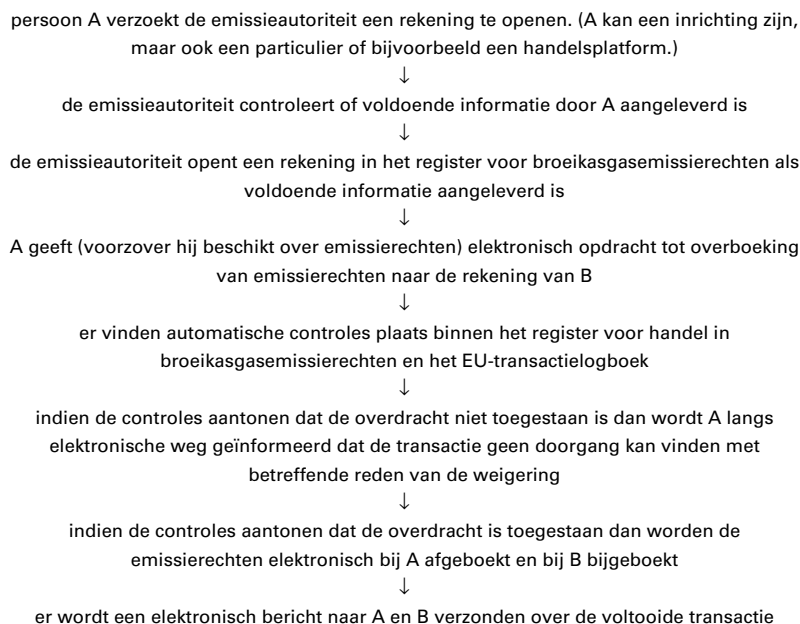 persoon A verzoekt de emissieautoriteit een rekening te openen. (A kan een inrichting zijn,
maar ook een particulier of bijvoorbeeld een handelsplatform.)
↓
de emissieautoriteit controleert of voldoende informatie door A aangeleverd is
↓
de emissieautoriteit opent een rekening in het register voor broeikasgasemissierechten als
voldoende informatie aangeleverd is
↓
A geeft (voorzover hij beschikt over emissierechten) elektronisch opdracht tot overboeking
van emissierechten naar de rekening van B
↓
er vinden automatische controles plaats binnen het register voor handel in
broeikasgasemissierechten en het EU-transactielogboek
↓
indien de controles aantonen dat de overdracht niet toegestaan is dan wordt A langs
elektronische weg geïnformeerd dat de transactie geen doorgang kan vinden met
betreffende reden van de weigering
↓
indien de controles aantonen dat de overdracht is toegestaan dan worden de
emissierechten elektronisch bij A afgeboekt en bij B bijgeboekt
↓
er wordt een elektronisch bericht naar A en B verzonden over de voltooide transactie